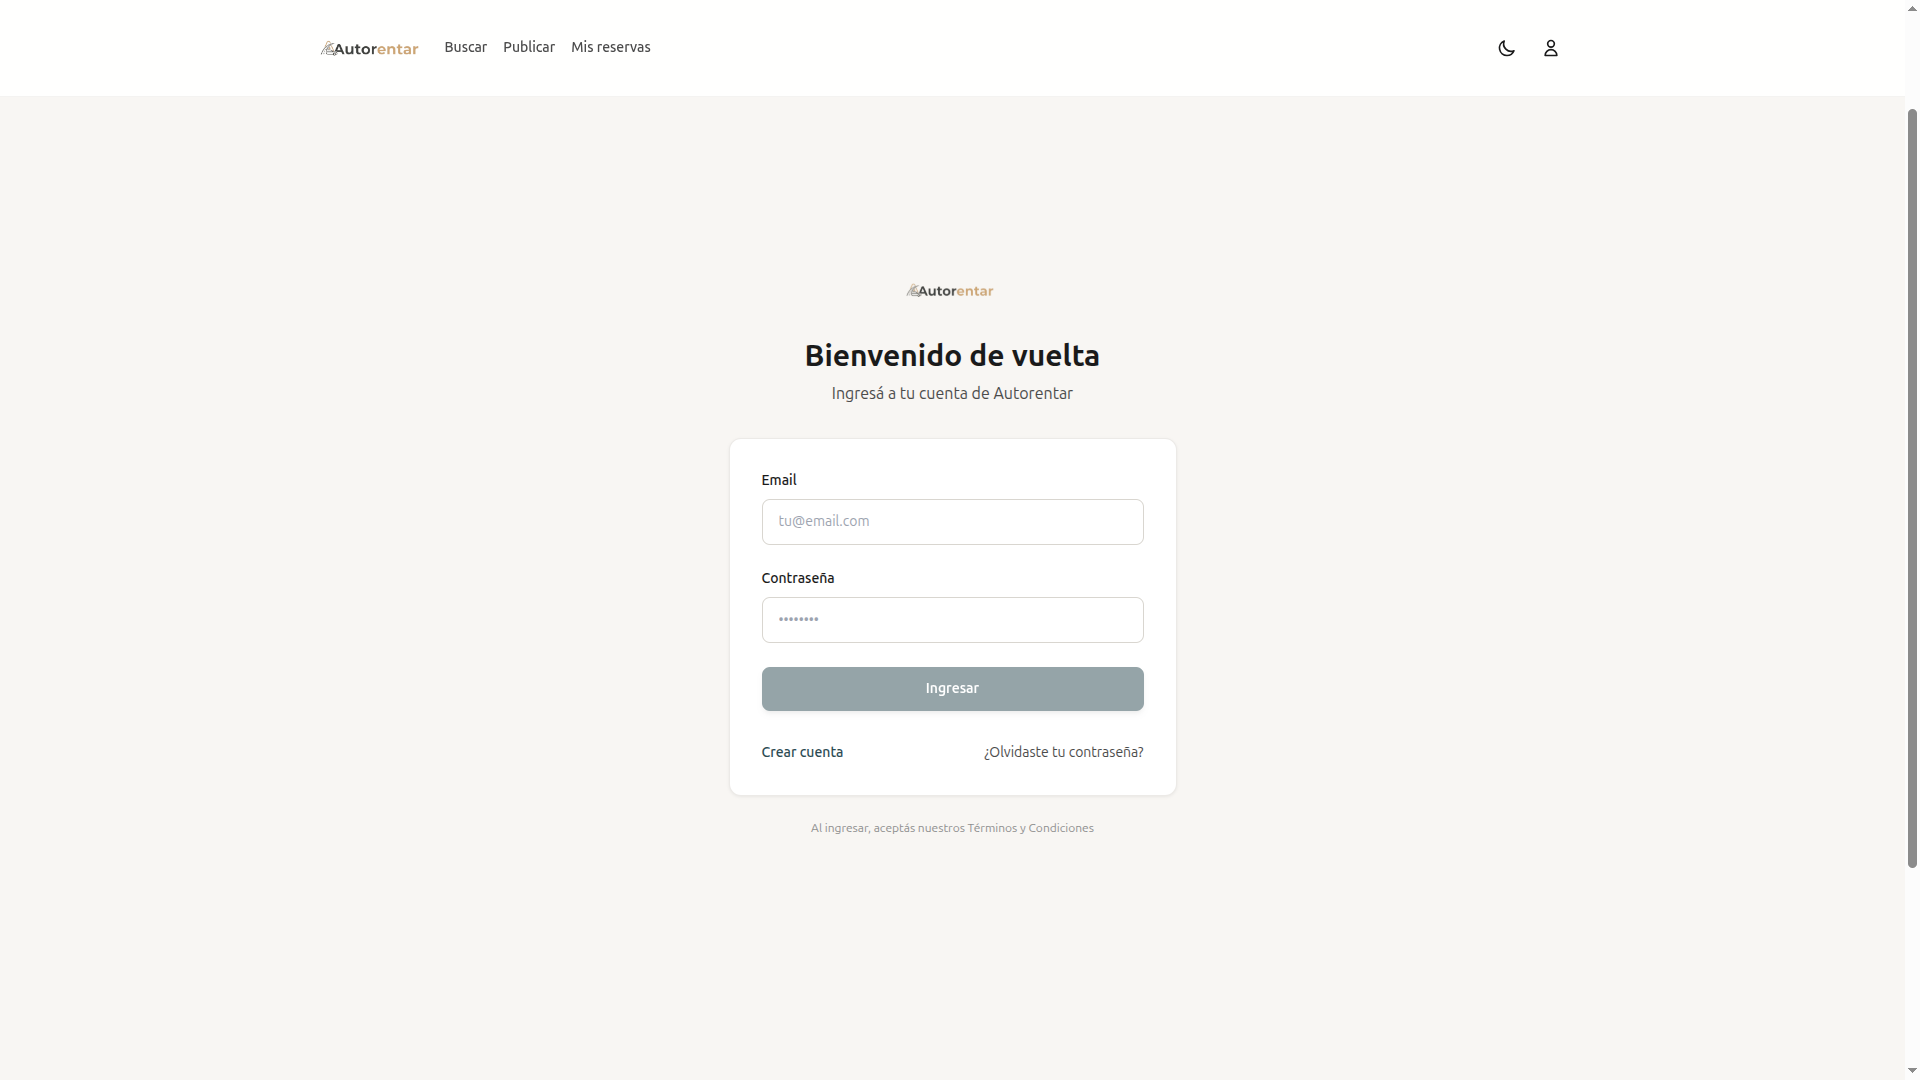 Autorentar Buscar Publicar Mis reservas
Autorentar
Bienvenido de vuelta
Ingresá a tu cuenta de Autorentar
Email
tu@email.com
Contraseña
••••••••
Ingresar
Crear cuenta ¿Olvidaste tu contraseña?
Al ingresar, aceptás nuestros Términos y Condiciones